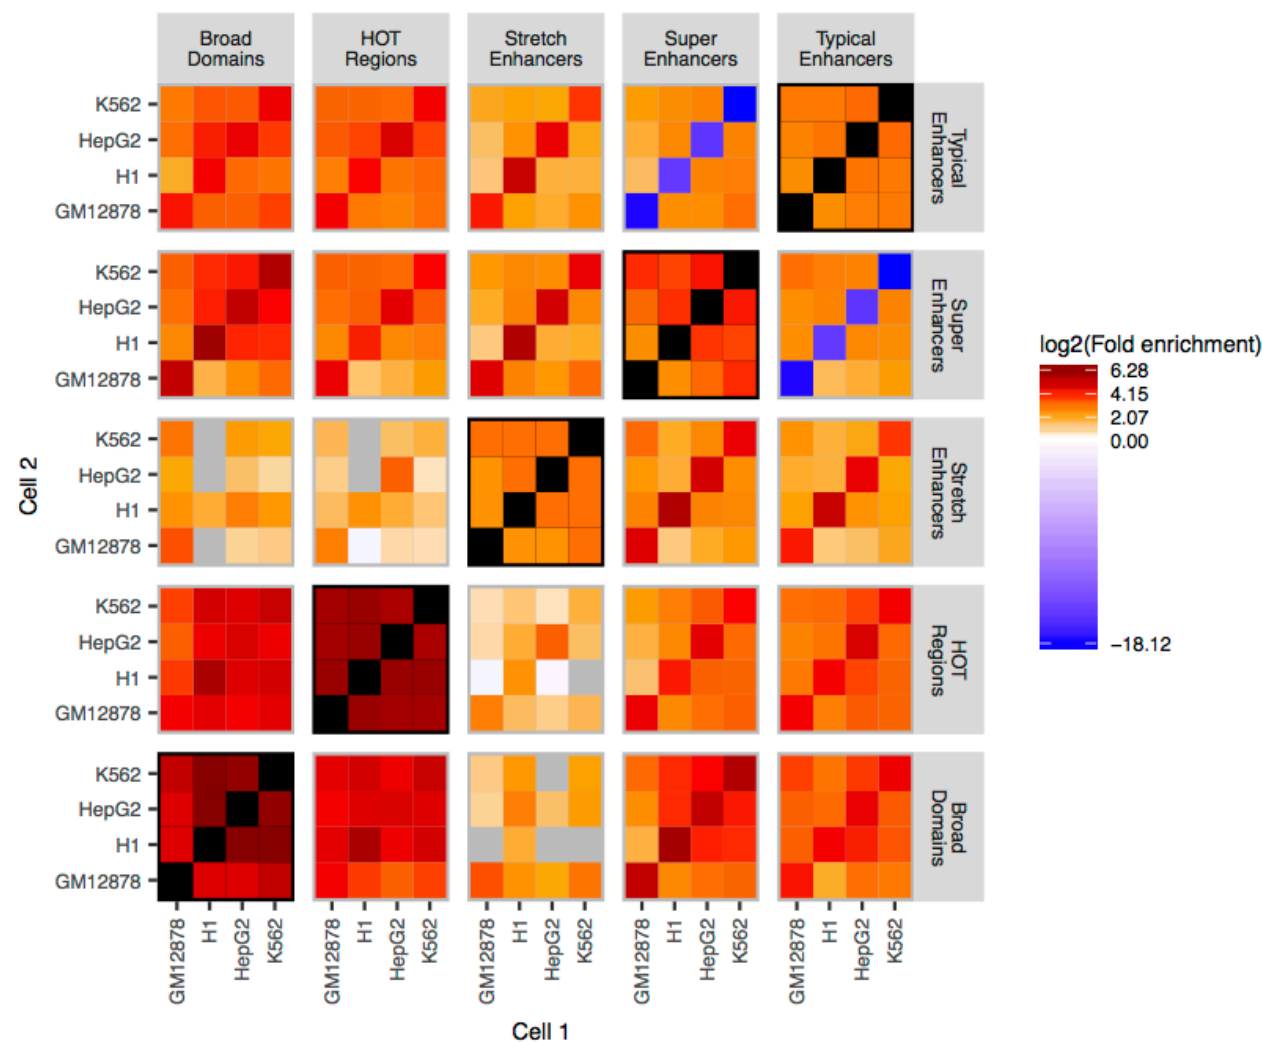 Broad
Domains
HOT
Regions
Stretch
Enhancers
Super
Enhancers
Typical
Enhancers
K562
HepG2
H1
GM12878
Typical
Enhancers
K562
HepG2
H1
GM12878
Super
Enhancers
K562
HepG2
H1
GM12878
Stretch
Enhancers
K562
HepG2
H1
GM12878
HOT
Regions
K562
HepG2
H1
GM12878
Broad
Domains
Cell 2
GM12878
H1
HepG2
K562
GM12878
H1
HepG2
K562
GM12878
H1
HepG2
K562
GM12878
H1
HepG2
K562
GM12878
H1
HepG2
K562
Cell 1
log2(Fold enrichment)
6.28
4.15
2.07
0.00
−18.12